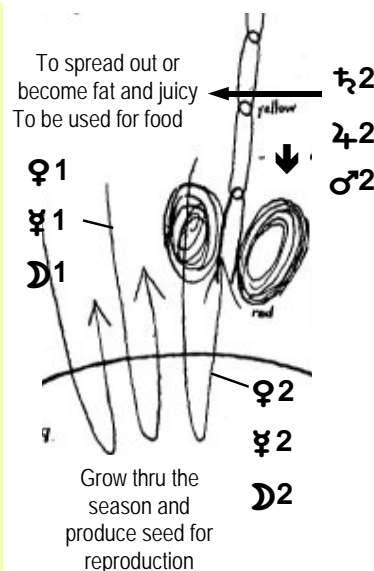 To spread out or
become fat and juicy
To be used for food
♄2
yellow
♃2
♂2
♀1
☿1
☽1
red
♀2
☿2
☽2
9.
Grow thru the
season and
produce seed for
reproduction